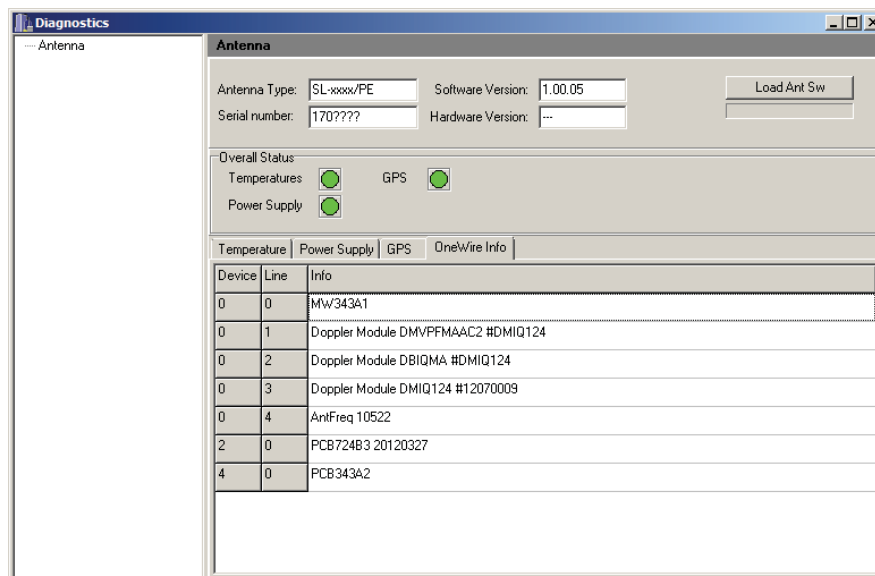 Diagnostics
Antenna
Antenna
Antenna Type: SL-xxxx/PE Software Version: 1.00.05 Load Ant Sw
Serial number: 170???? Hardware Version: ---
Overall Status
Temperatures GPS
Power Supply
Temperature Power Supply GPS OneWire Info
Device Line Info
0 0 MW343A1
0 1 Doppler Module DMVPFMAAC2 #DMIQ124
0 2 Doppler Module DBIQMA #DMIQ124
0 3 Doppler Module DMIQ124 #12070009
0 4 AntFreq 10522
2 0 PCB724B3 20120327
4 0 PCB343A2